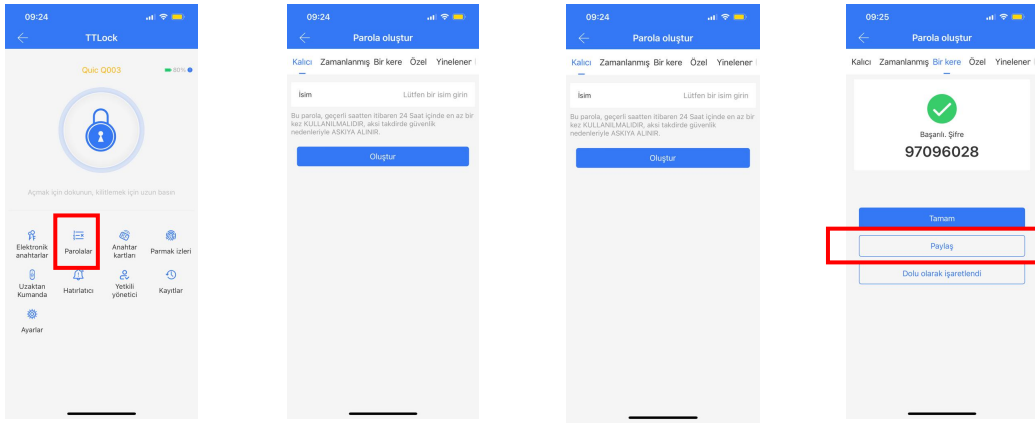 09:24
TTLock
Quic Q003
80%
Açmak için dokunun, kilitlemek için uzun basın
Elektronik anahtarlar
Parolalar
Anahtar kartları
Parmak izleri
Uzaktan Kumanda
Hatırlatıcı
Yetkili yönetici
Kayıtlar
Ayarlar
09:24
Parola oluştur
Kalıcı Zamanlanmış Bir kere Özel Yinelener
İsim Lütfen bir isim girin
Bu parola, geçerli saatten itibaren 24 Saat içinde en az bir
kez KULLANILMALIDIR, aksi takdirde güvenlik
nedenleriyle ASKIYA ALINIR.
Oluştur
09:24
Parola oluştur
Kalıcı Zamanlanmış Bir kere Özel Yinelener
İsim Lütfen bir isim girin
Bu parola, geçerli saatten itibaren 24 Saat içinde en az bir
kez KULLANILMALIDIR, aksi takdirde güvenlik
nedenleriyle ASKIYA ALINIR.
Oluştur
09:25
Parola oluştur
Kalıcı Zamanlanmış Bir kere Özel Yinelener
Başarılı. Şifre
97096028
Tamam
Paylaş
Dolu olarak işaretlendi